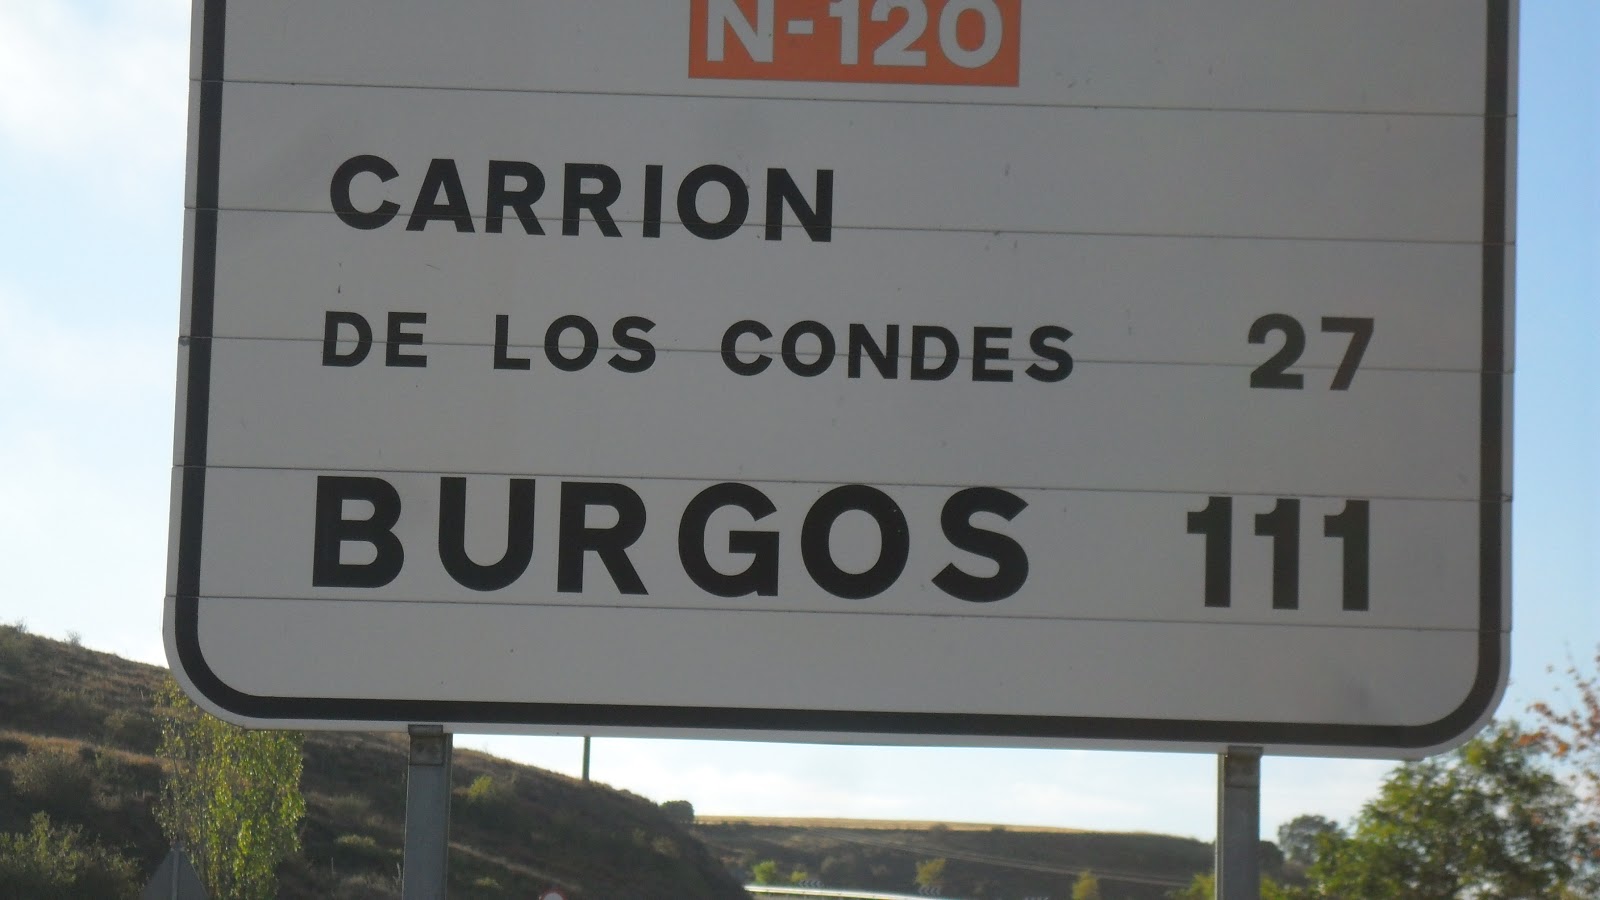 N-120
CARRION
DE LOS CONDES 27
BURGOS 111